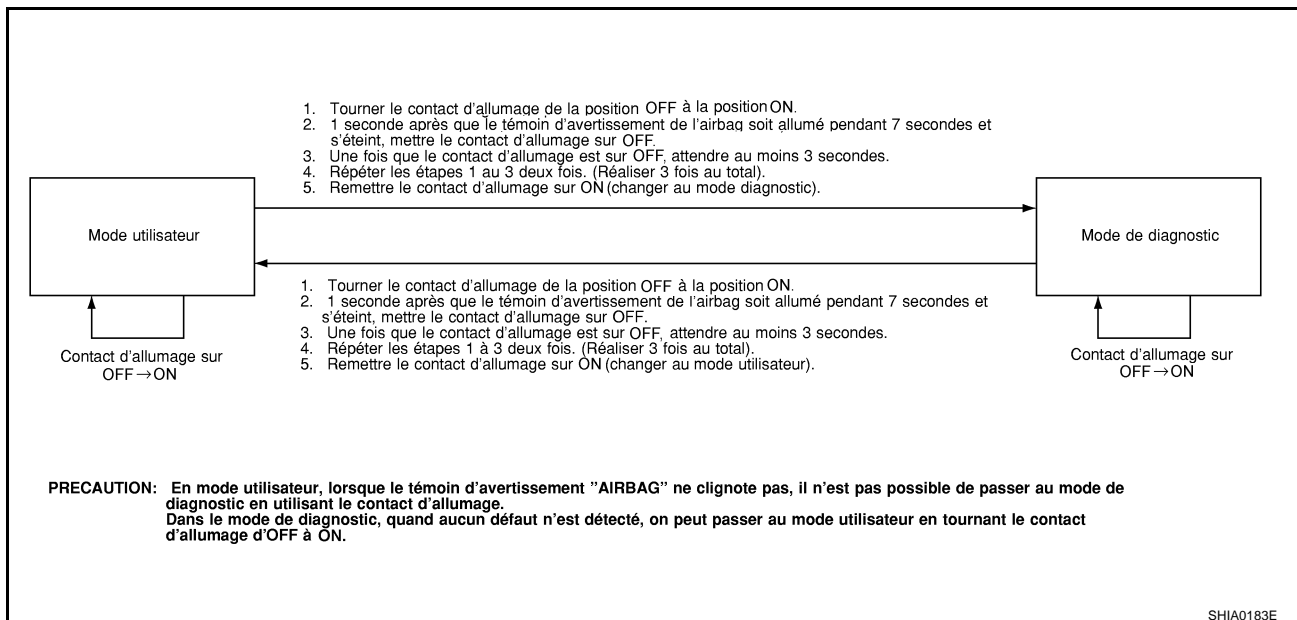 1. Tourner le contact d'allumage de la position OFF à la position ON.
2. 1 seconde après que le témoin d'avertissement de l'airbag soit allumé pendant 7 secondes et
s'éteint, mettre le contact d'allumage sur OFF.
3. Une fois que le contact d'allumage est sur OFF, attendre au moins 3 secondes.
4. Répéter les étapes 1 au 3 deux fois. (Réaliser 3 fois au total).
5. Remettre le contact d'allumage sur ON (changer au mode diagnostic).
Mode utilisateur
Mode de diagnostic
1. Tourner le contact d'allumage de la position OFF à la position ON.
2. 1 seconde après que le témoin d'avertissement de l'airbag soit allumé pendant 7 secondes et
s'éteint, mettre le contact d'allumage sur OFF.
3. Une fois que le contact d'allumage est sur OFF, attendre au moins 3 secondes.
4. Répéter les étapes 1 à 3 deux fois. (Réaliser 3 fois au total).
5. Remettre le contact d'allumage sur ON (changer au mode utilisateur).
Contact d'allumage sur
OFF→ON
Contact d'allumage sur
OFF→ON
PRECAUTION: En mode utilisateur, lorsque le témoin d'avertissement "AIRBAG" ne clignote pas, il n'est pas possible de passer au mode de
diagnostic en utilisant le contact d'allumage.
Dans le mode de diagnostic, quand aucun défaut n'est détecté, on peut passer au mode utilisateur en tournant le contact
d'allumage d'OFF à ON.
SHIA0183E